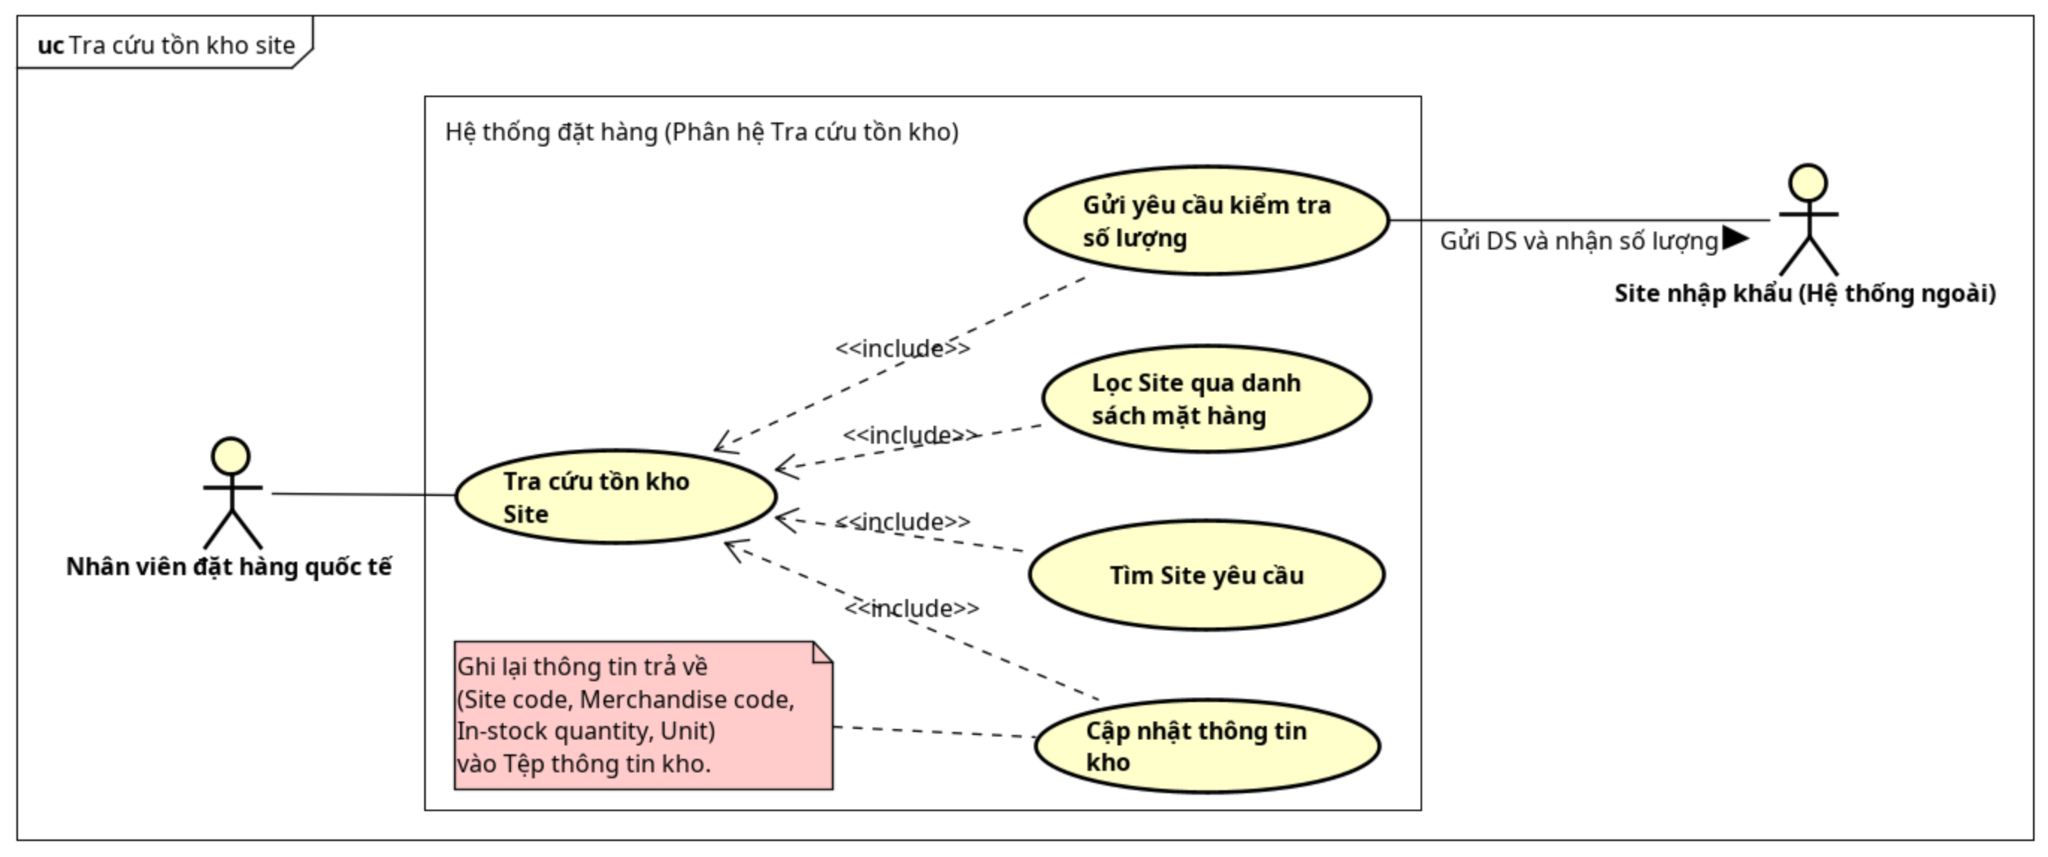 uc Tra cứu tồn kho site
Hệ thống đặt hàng (Phân hệ Tra cứu tồn kho)
Gửi yêu cầu kiểm tra
số lượng
Gửi DS và nhận số lượng
Site nhập khẩu (Hệ thống ngoài)
<<include>>
Lọc Site qua danh
sách mặt hàng
<<include>>
Tra cứu tồn kho
Site
<<include>>
Nhân viên đặt hàng quốc tế
Tìm Site yêu cầu
<<include>>
Ghi lại thông tin trả về
(Site code, Merchandise code,
In-stock quantity, Unit)
vào Tệp thông tin kho.
Cập nhật thông tin
kho